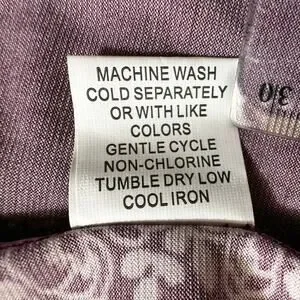 MACHINE WASH
COLD SEPARATELY
OR WITH LIKE
COLORS
GENTLE CYCLE
NON-CHLORINE
TUMBLE DRY LOW
COOL IRON